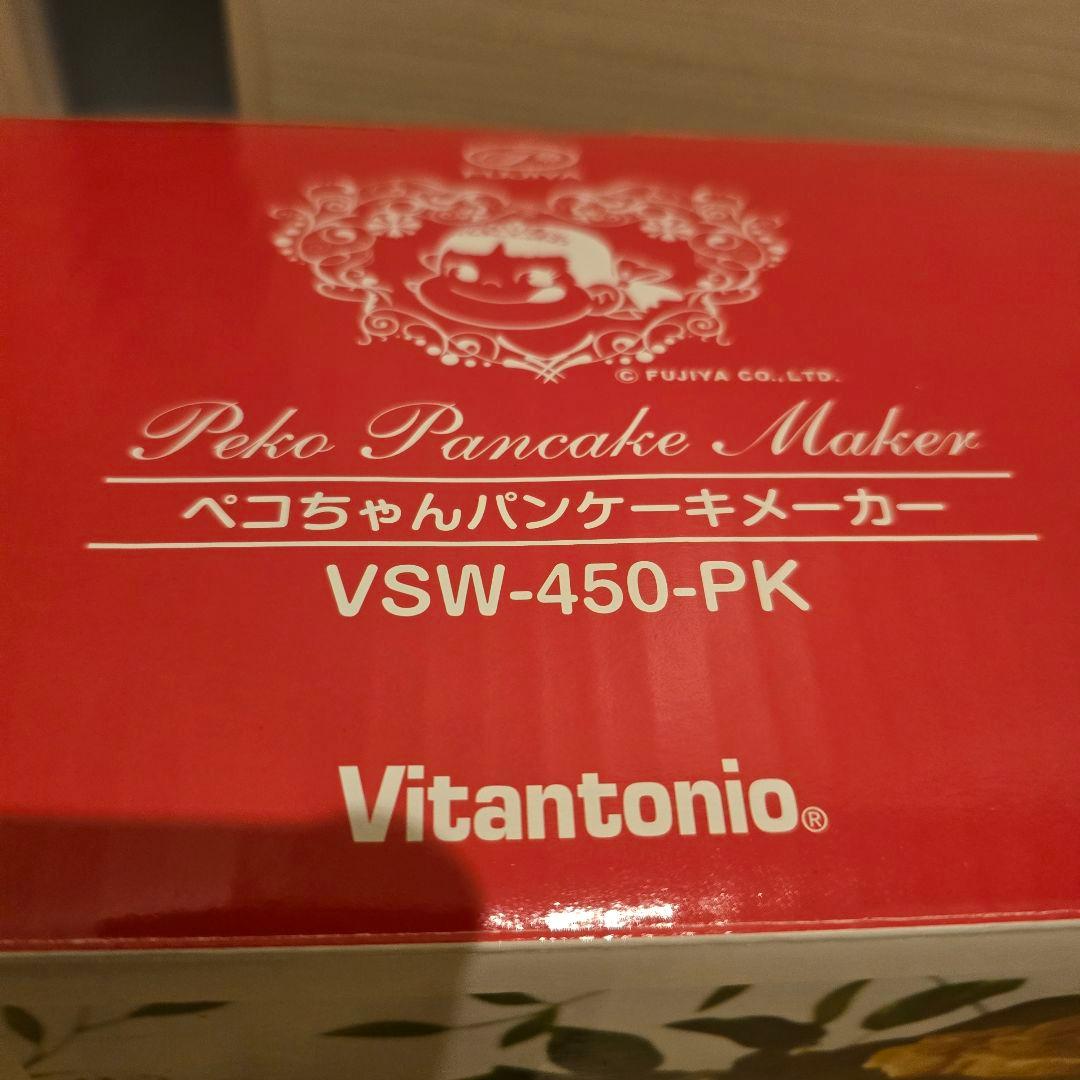 © FUJIYA CO.,LTD.
Peko Pancake Maker
ペコちゃんパンケーキメーカー
VSW-450-PK
Vitantonio®